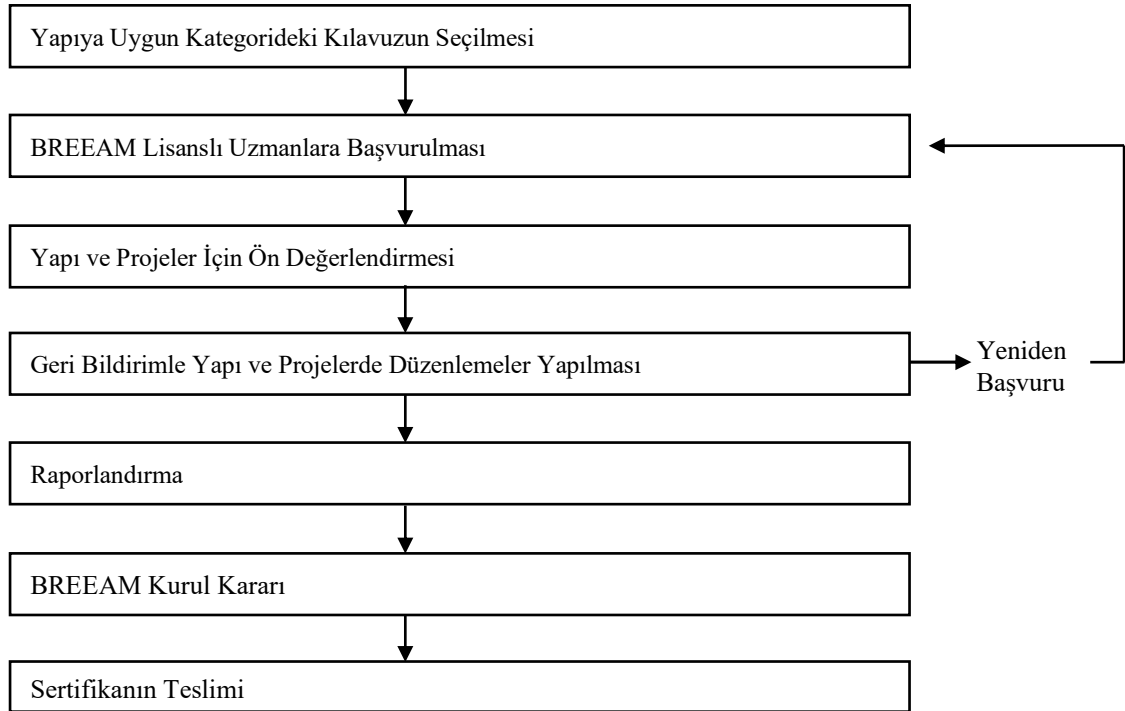 Yapıya Uygun Kategorideki Kılavuzun Seçilmesi
BREEAM Lisanslı Uzmanlara Başvurulması
Yapı ve Projeler İçin Ön Değerlendirmesi
Geri Bildirimle Yapı ve Projelerde Düzenlemeler Yapılması
Yeniden
Başvuru
Raporlandırma
BREEAM Kurul Kararı
Sertifikanın Teslimi